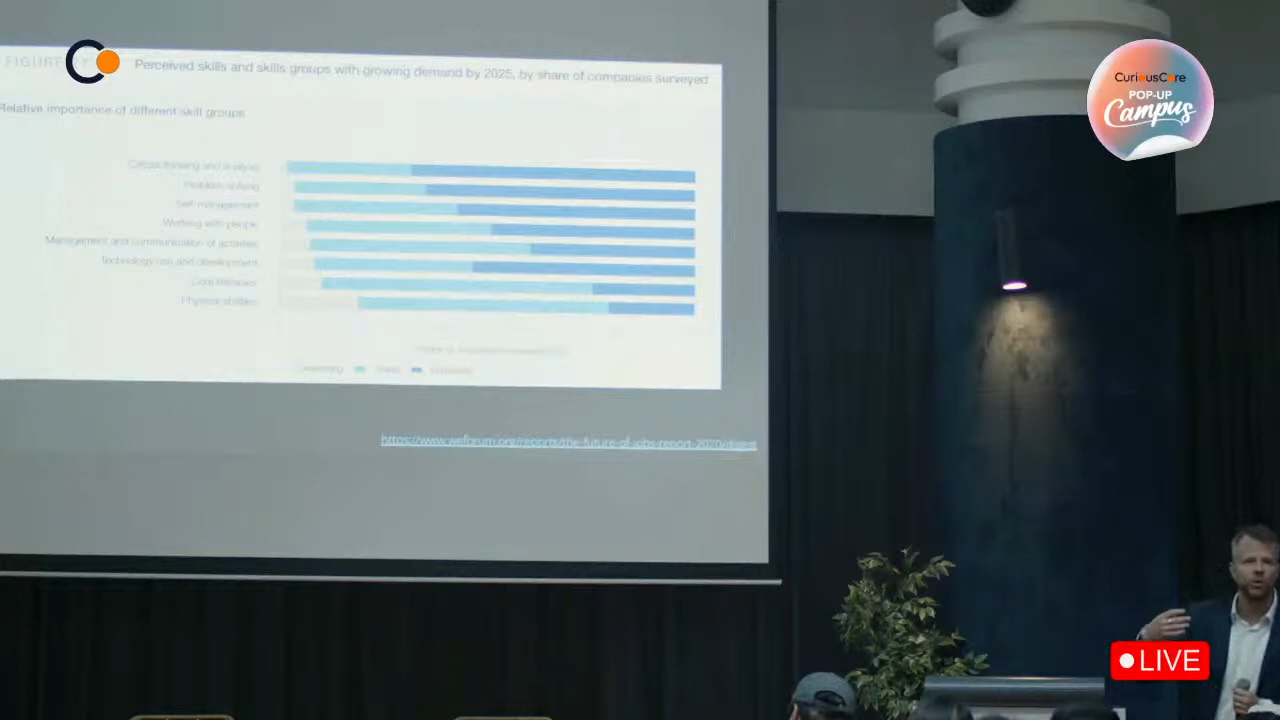 FIGURE
Perceived skills and skills groups with growing demand by 2025, by share of companies surveyed
Relative importance of different skill groups
Critical thinking and analysis
Problem solving
Self-management
Working with people
Management and communication of activities
Technology use and development
Core literacies
Physical abilities
https://www.weforum.org/reports/the-future-of-jobs-report-2020/digest
CuriousCore
POP-UP
Campus
LIVE